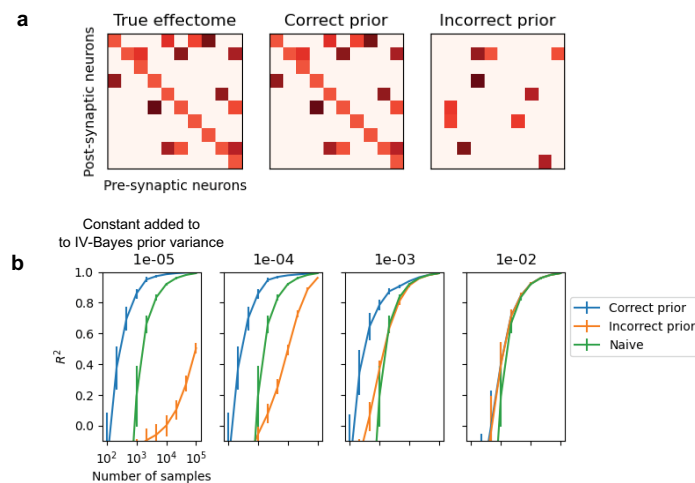 a
True effectome
Correct prior
Incorrect prior
Post-synaptic neurons
Pre-synaptic neurons
Constant added to
to IV-Bayes prior variance
b
1e-05
1e-04
1e-03
1e-02
1.0
0.8
0.6
0.4
0.2
0.0
R²
10² 10³ 10⁴ 10⁵
Number of samples
Correct prior
Incorrect prior
Naive